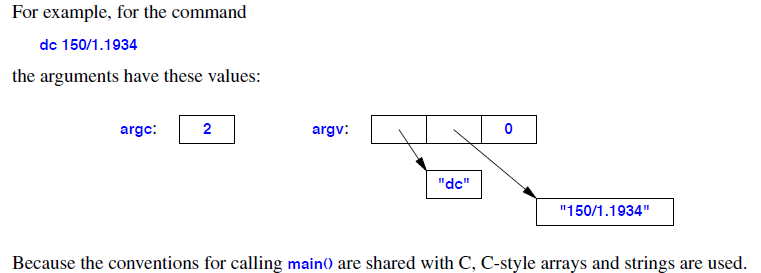 For example, for the command
dc 150/1.1934
the arguments have these values:
argc: 2 argv: 0
"dc"
"150/1.1934"
Because the conventions for calling main() are shared with C, C-style arrays and strings are used.